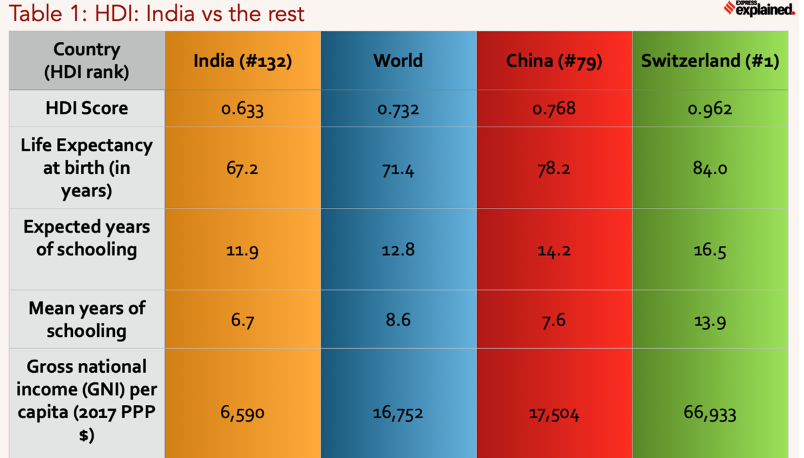 Table 1: HDI: India vs the rest
EXPRESS
explained.
Country
(HDI rank)
India (#132)
World
China (#79)
Switzerland (#1)
HDI Score
0.633
0.732
0.768
0.962
Life Expectancy
at birth (in
years)
67.2
71.4
78.2
84.0
Expected years
of schooling
11.9
12.8
14.2
16.5
Mean years of
schooling
6.7
8.6
7.6
13.9
Gross national
income (GNI) per
capita (2017 PPP
$)
6,590
16,752
17,504
66,933